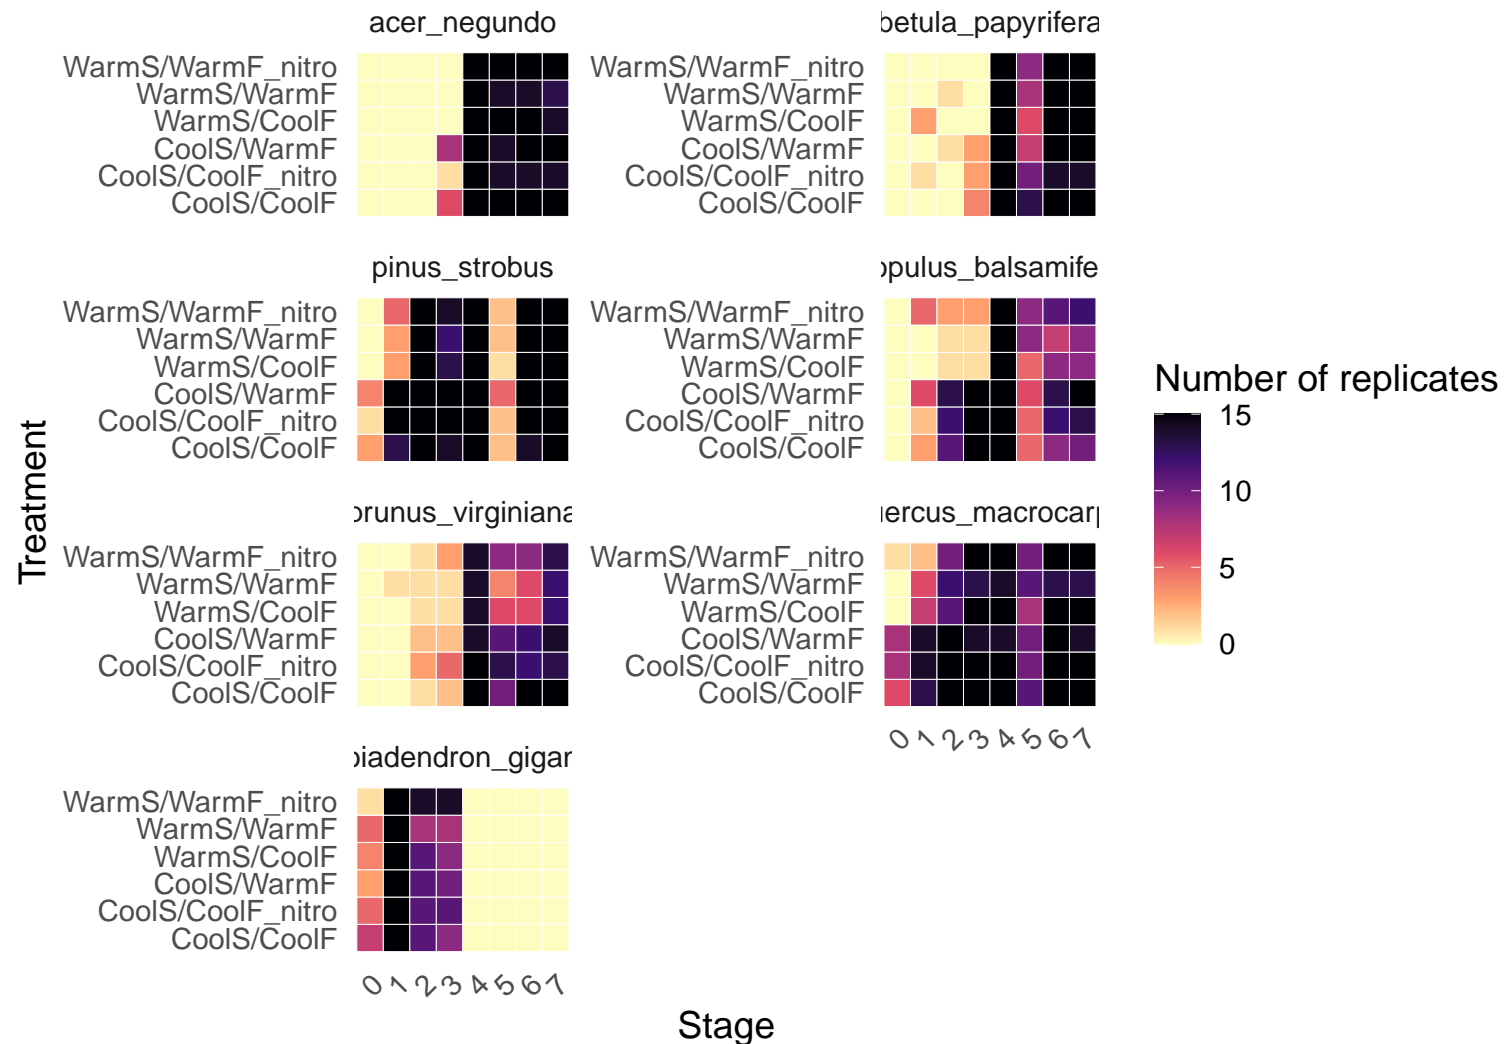 acer_negundo
betula_papyrifera
WarmS/WarmF_nitro
WarmS/WarmF
WarmS/CoolF
CoolS/WarmF
CoolS/CoolF_nitro
CoolS/CoolF
WarmS/WarmF_nitro
WarmS/WarmF
WarmS/CoolF
CoolS/WarmF
CoolS/CoolF_nitro
CoolS/CoolF
pinus_strobus
opulus_balsamife
WarmS/WarmF_nitro
WarmS/WarmF
WarmS/CoolF
CoolS/WarmF
CoolS/CoolF_nitro
CoolS/CoolF
WarmS/WarmF_nitro
WarmS/WarmF
WarmS/CoolF
CoolS/WarmF
CoolS/CoolF_nitro
CoolS/CoolF
prunus_virginiana
uercus_macrocarp
WarmS/WarmF_nitro
WarmS/WarmF
WarmS/CoolF
CoolS/WarmF
CoolS/CoolF_nitro
CoolS/CoolF
WarmS/WarmF_nitro
WarmS/WarmF
WarmS/CoolF
CoolS/WarmF
CoolS/CoolF_nitro
CoolS/CoolF
0 1 2 3 4 5 6 7
oiadendron_gigan
WarmS/WarmF_nitro
WarmS/WarmF
WarmS/CoolF
CoolS/WarmF
CoolS/CoolF_nitro
CoolS/CoolF
0 1 2 3 4 5 6 7
Stage
Treatment
Number of replicates
15
10
5
0